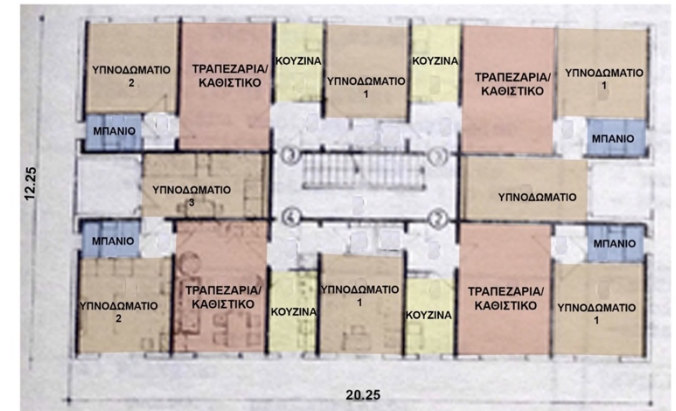 ΥΠΝΟΔΩΜΑΤΙΟ
2
ΤΡΑΠΕΖΑΡΙΑ/
ΚΑΘΙΣΤΙΚΟ
ΚΟΥΖΙΝΑ
ΥΠΝΟΔΩΜΑΤΙΟ
1
ΚΟΥΖΙΝΑ
ΤΡΑΠΕΖΑΡΙΑ/
ΚΑΘΙΣΤΙΚΟ
ΥΠΝΟΔΩΜΑΤΙΟ
1
ΜΠΑΝΙΟ
ΜΠΑΝΙΟ
3
3
12.25
ΥΠΝΟΔΩΜΑΤΙΟ
3
ΥΠΝΟΔΩΜΑΤΙΟ
4
2
ΜΠΑΝΙΟ
ΜΠΑΝΙΟ
ΥΠΝΟΔΩΜΑΤΙΟ
2
ΤΡΑΠΕΖΑΡΙΑ/
ΚΑΘΙΣΤΙΚΟ
ΚΟΥΖΙΝΑ
ΥΠΝΟΔΩΜΑΤΙΟ
1
ΚΟΥΖΙΝΑ
ΤΡΑΠΕΖΑΡΙΑ/
ΚΑΘΙΣΤΙΚΟ
ΥΠΝΟΔΩΜΑΤΙΟ
1
20.25